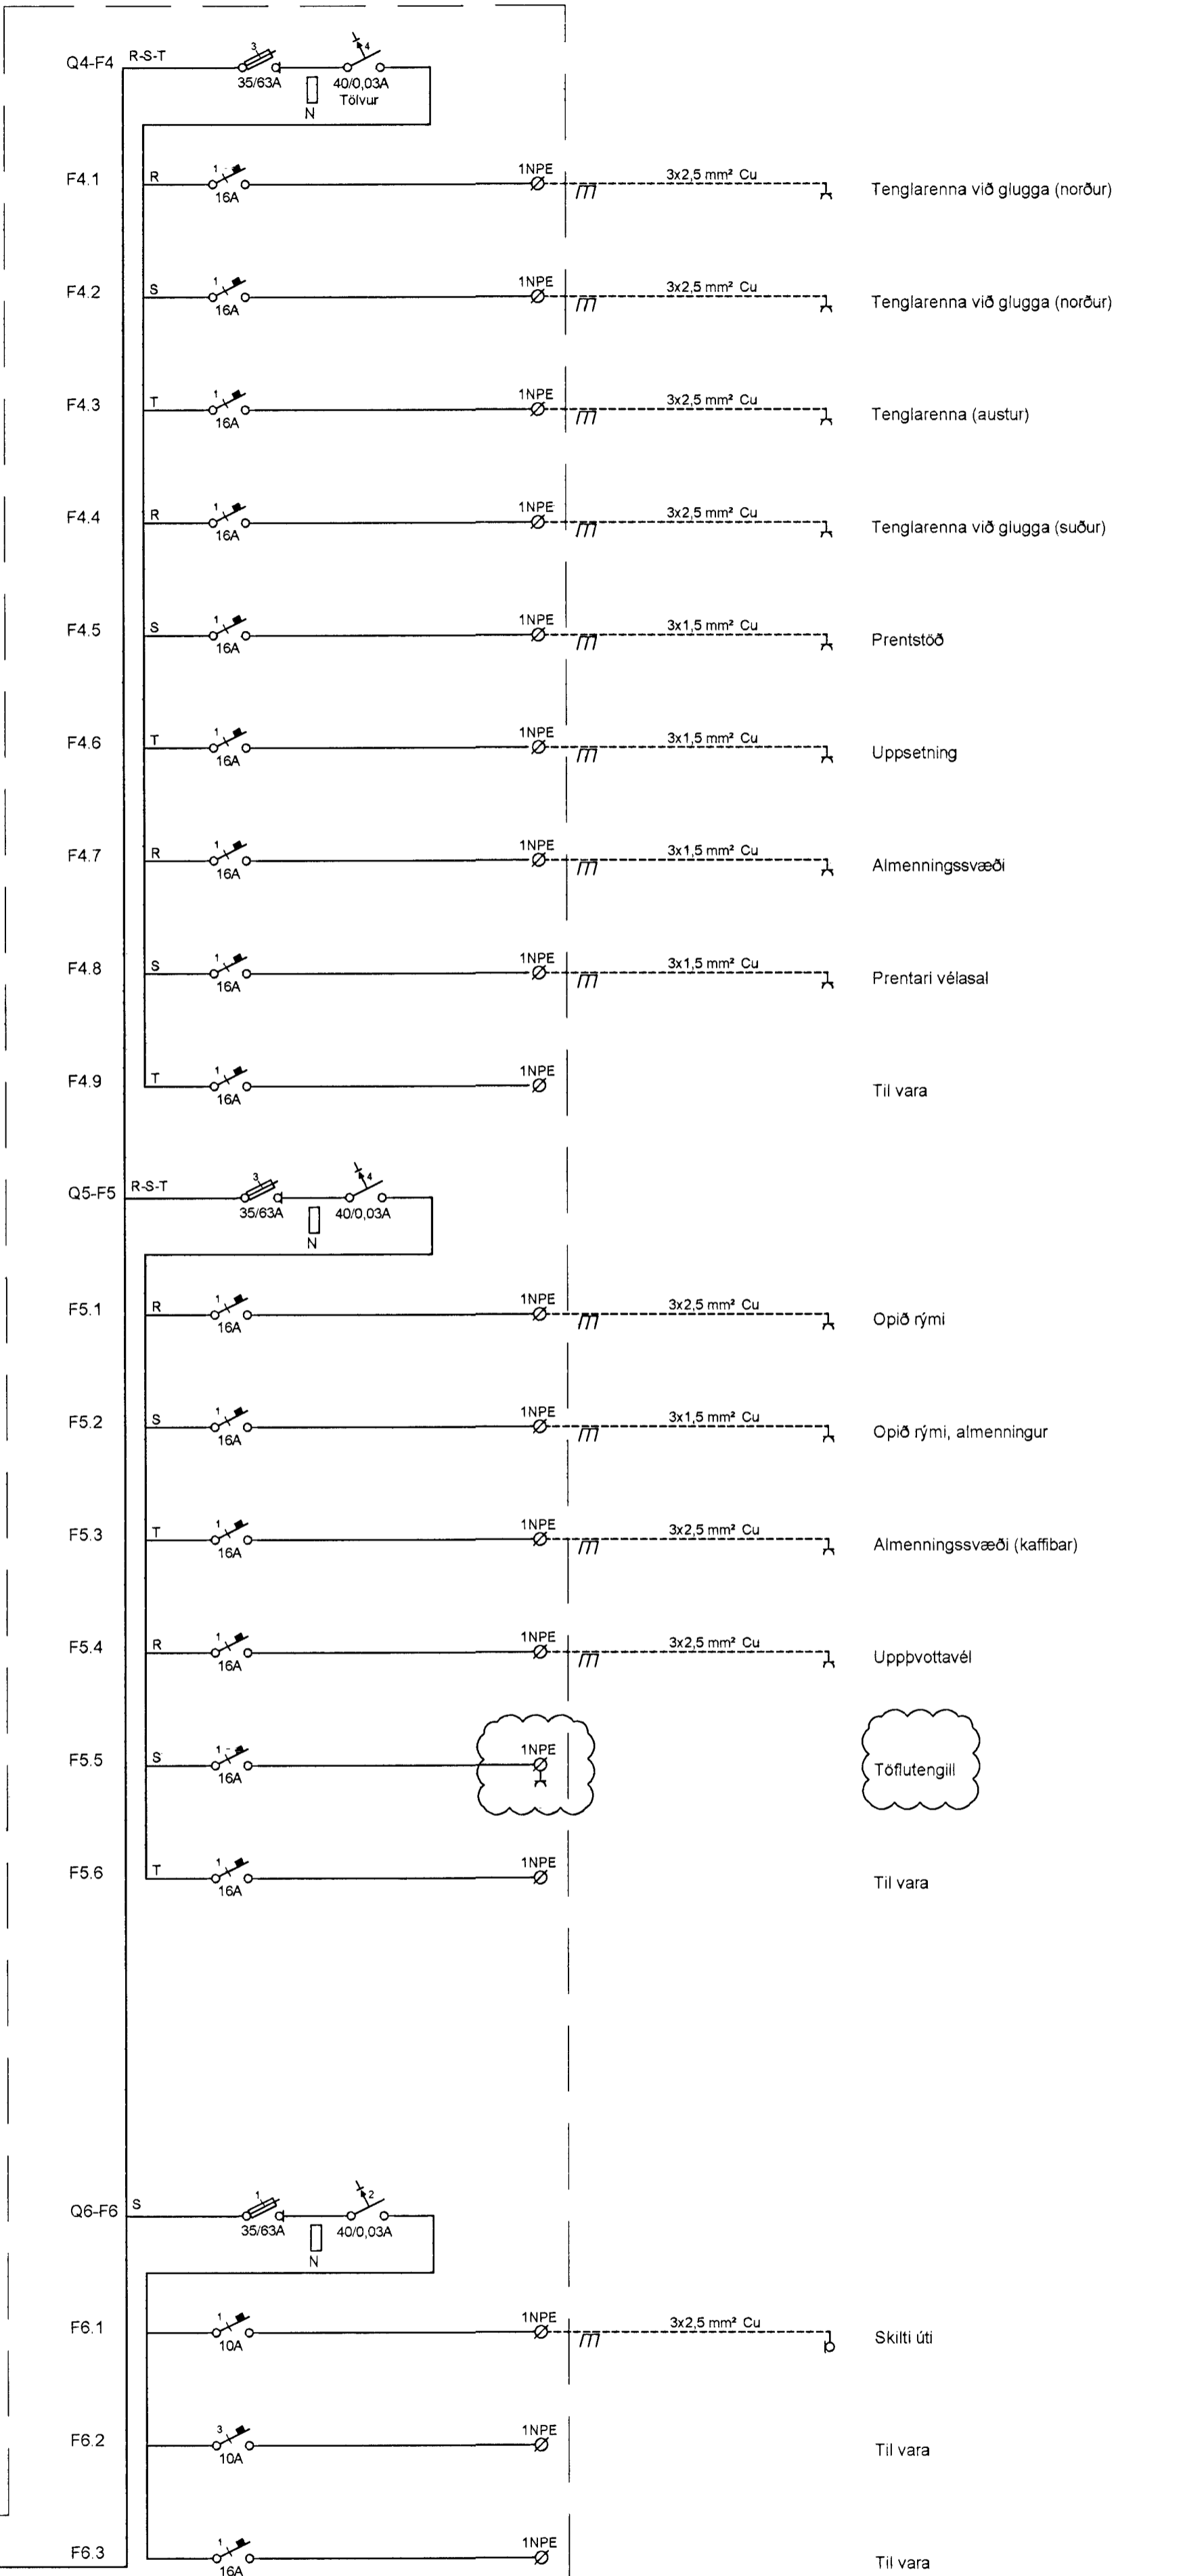 Q4-F4 R-S-T 3 4
35/63A 40/0,03A
Tölvur
N
F4.1 R 1 16A 1NPE 3x2,5 mm² Cu Tenglarenna við glugga (norður)
F4.2 S 1 16A 1NPE 3x2,5 mm² Cu Tenglarenna við glugga (norður)
F4.3 T 1 16A 1NPE 3x2,5 mm² Cu Tenglarenna (austur)
F4.4 R 1 16A 1NPE 3x2,5 mm² Cu Tenglarenna við glugga (suður)
F4.5 S 1 16A 1NPE 3x1,5 mm² Cu Prentstöð
F4.6 T 1 16A 1NPE 3x1,5 mm² Cu Uppsetning
F4.7 R 1 16A 1NPE 3x1,5 mm² Cu Almenningssvæði
F4.8 S 1 16A 1NPE 3x1,5 mm² Cu Prentari vélasal
F4.9 T 1 16A 1NPE Til vara
Q5-F5 R-S-T 3 4
35/63A 40/0,03A
N
F5.1 R 1 16A 1NPE 3x2,5 mm² Cu Opið rými
F5.2 S 1 16A 1NPE 3x1,5 mm² Cu Opið rými, almenningur
F5.3 T 1 16A 1NPE 3x2,5 mm² Cu Almenningssvæði (kaffibar)
F5.4 R 1 16A 1NPE 3x2,5 mm² Cu Uppþvottavél
F5.5 S 1 16A 1NPE Töflutengill
F5.6 T 1 16A 1NPE Til vara
Q6-F6 S 1 2
35/63A 40/0,03A
N
F6.1 1 10A 1NPE 3x2,5 mm² Cu Skilti úti
F6.2 3 10A 1NPE Til vara
F6.3 1 16A 1NPE Til vara